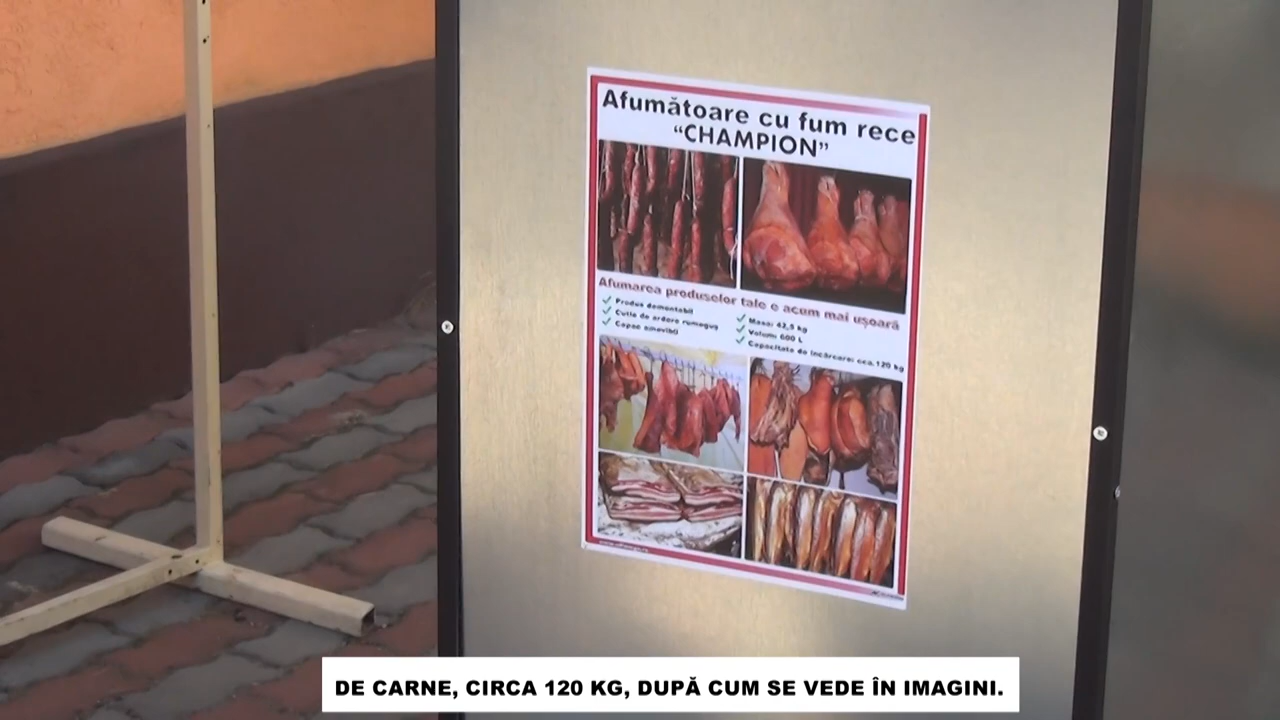 Afumătoare cu fum rece
“CHAMPION”
Afumarea produselor tale e acum mai ușoară
Produs demontabil
Cutie de ardere rumeguș
Capac amovibil
Masa: 42,5 kg
Volum: 600 L
Capacitate de încărcare: cca.120 kg
DE CARNE, CIRCA 120 KG, DUPĂ CUM SE VEDE ÎN IMAGINI.